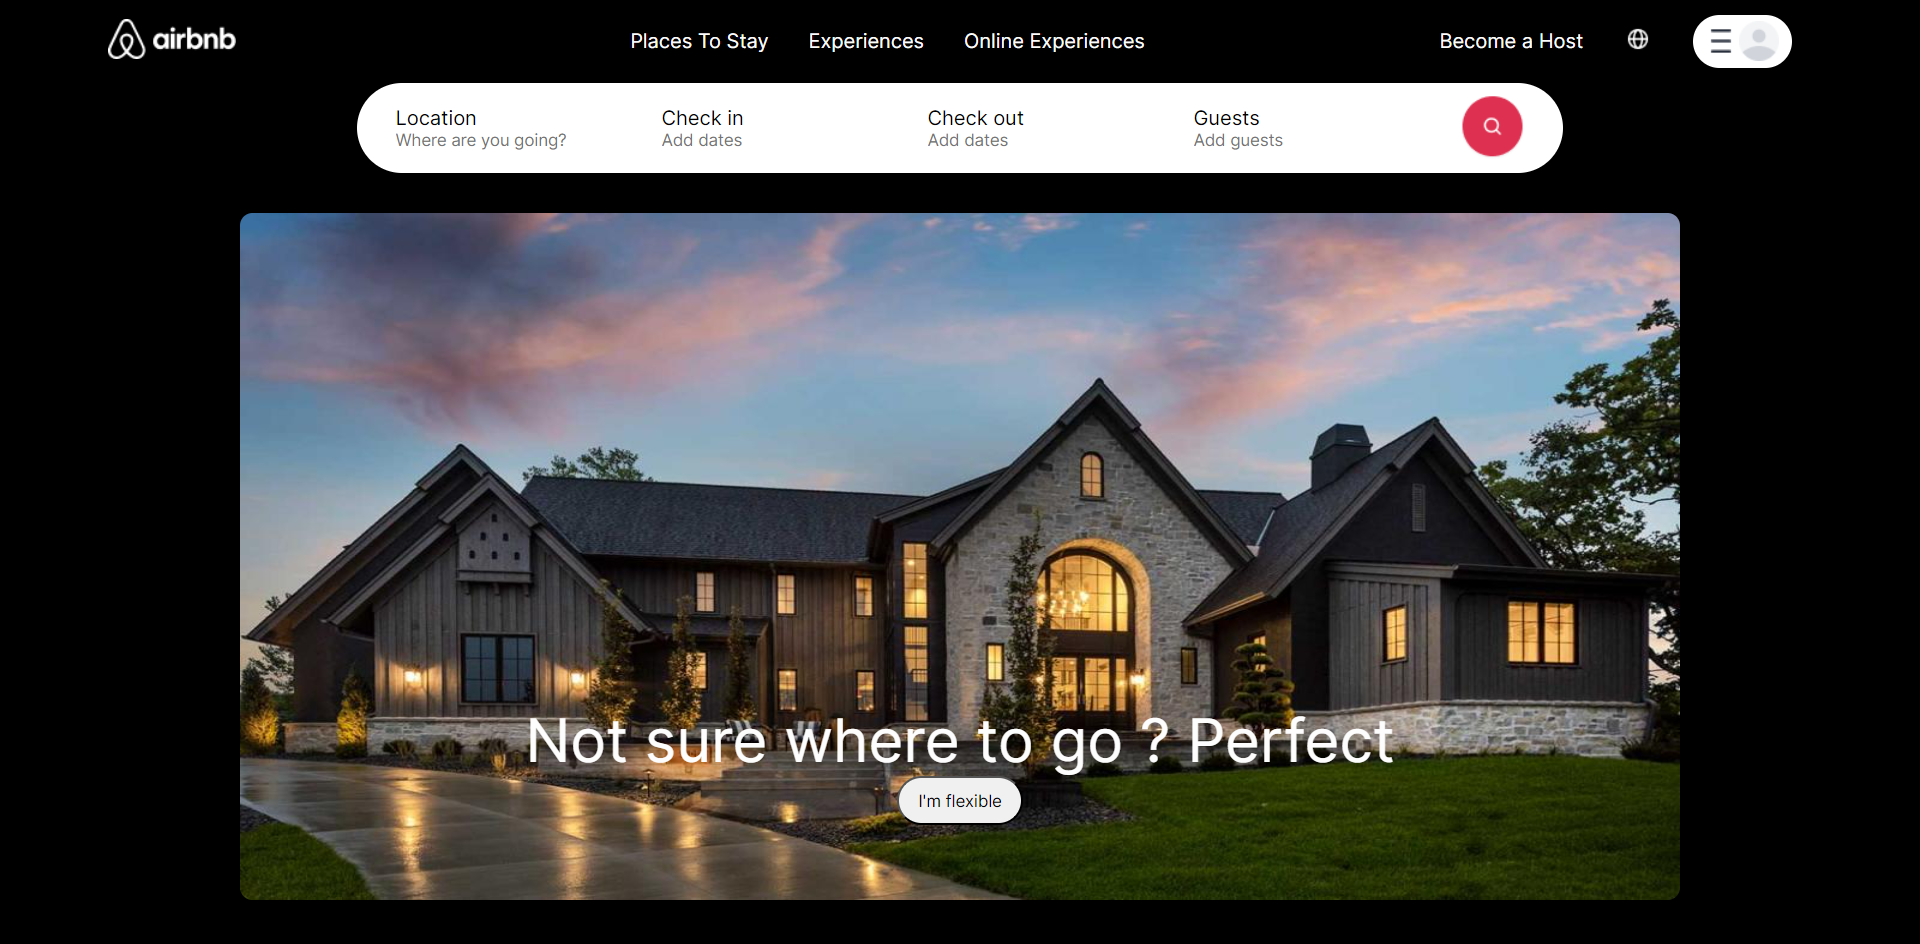 airbnb
Places To Stay
Experiences
Online Experiences
Become a Host
Location
Where are you going?
Check in
Add dates
Check out
Add dates
Guests
Add guests
Not sure where to go ? Perfect
I'm flexible